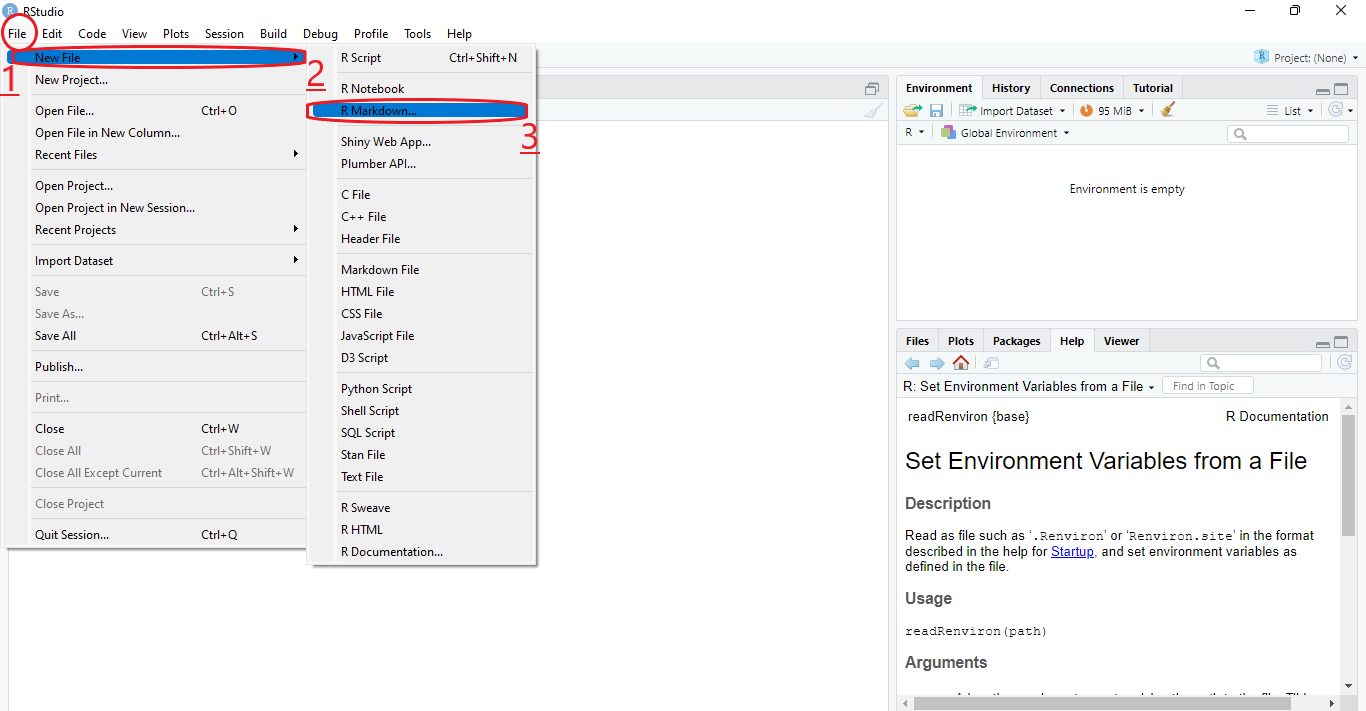 RStudio
File Edit Code View Plots Session Build Debug Profile Tools Help
1
New File
New Project...
Open File... Ctrl+O
Open File in New Column...
Recent Files
Open Project...
Open Project in New Session...
Recent Projects
Import Dataset
Save Ctrl+S
Save As...
Save All Ctrl+Alt+S
Publish...
Print...
Close Ctrl+W
Close All Ctrl+Shift+W
Close All Except Current Ctrl+Alt+Shift+W
Close Project
Quit Session... Ctrl+Q
2
R Script Ctrl+Shift+N
R Notebook
R Markdown...
3
Shiny Web App...
Plumber API...
C File
C++ File
Header File
Markdown File
HTML File
CSS File
JavaScript File
D3 Script
Python Script
Shell Script
SQL Script
Stan File
Text File
R Sweave
R HTML
R Documentation...
R Project: (None)
Environment History Connections Tutorial
Import Dataset 95 MiB List
R Global Environment
Environment is empty
Files Plots Packages Help Viewer
R: Set Environment Variables from a File Find in Topic
readRenviron {base} R Documentation
Set Environment Variables from a File
Description
Read as file such as ‘.Renviron’ or ‘Renviron.site’ in the format
described in the help for Startup, and set environment variables as
defined in the file.
Usage
readRenviron(path)
Arguments